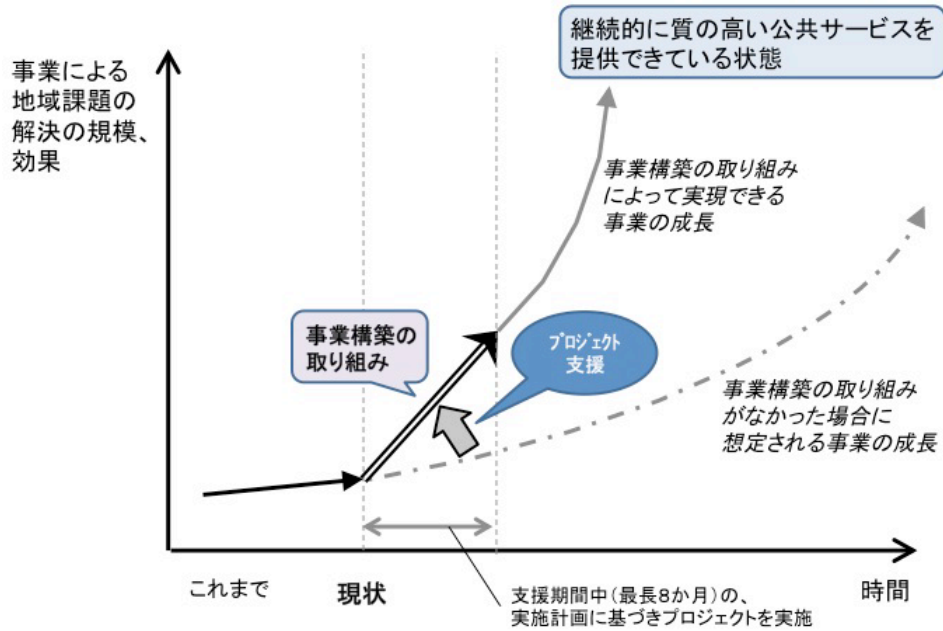 継続的に質の高い公共サービスを
提供できている状態
事業による
地域課題の
解決の規模、
効果
事業構築の取り組み
によって実現できる
事業の成長
事業構築の
取り組み
ﾌﾟﾛｼﾞｪｸﾄ
支援
事業構築の取り組み
がなかった場合に
想定される事業の成長
これまで
現状
支援期間中(最長8か月)の、
実施計画に基づきプロジェクトを実施
時間